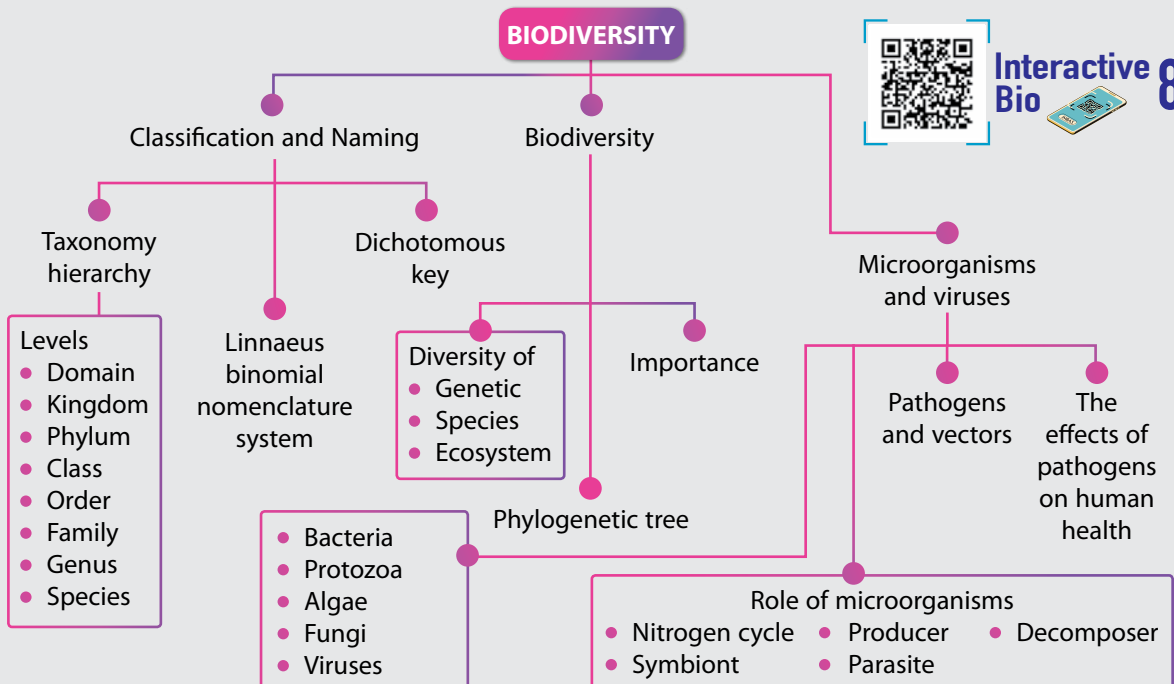 BIODIVERSITY
Interactive
Bio
8
Classification and Naming
Biodiversity
Taxonomy
hierarchy
Dichotomous
key
Microorganisms
and viruses
Levels
Domain
Kingdom
Phylum
Class
Order
Family
Genus
Species
Linnaeus
binomial
nomenclature
system
Diversity of
Genetic
Species
Ecosystem
Importance
Pathogens
and vectors
The
effects of
pathogens
on human
health
Phylogenetic tree
Bacteria
Protozoa
Algae
Fungi
Viruses
Role of microorganisms
Nitrogen cycle
Producer
Decomposer
Symbiont
Parasite